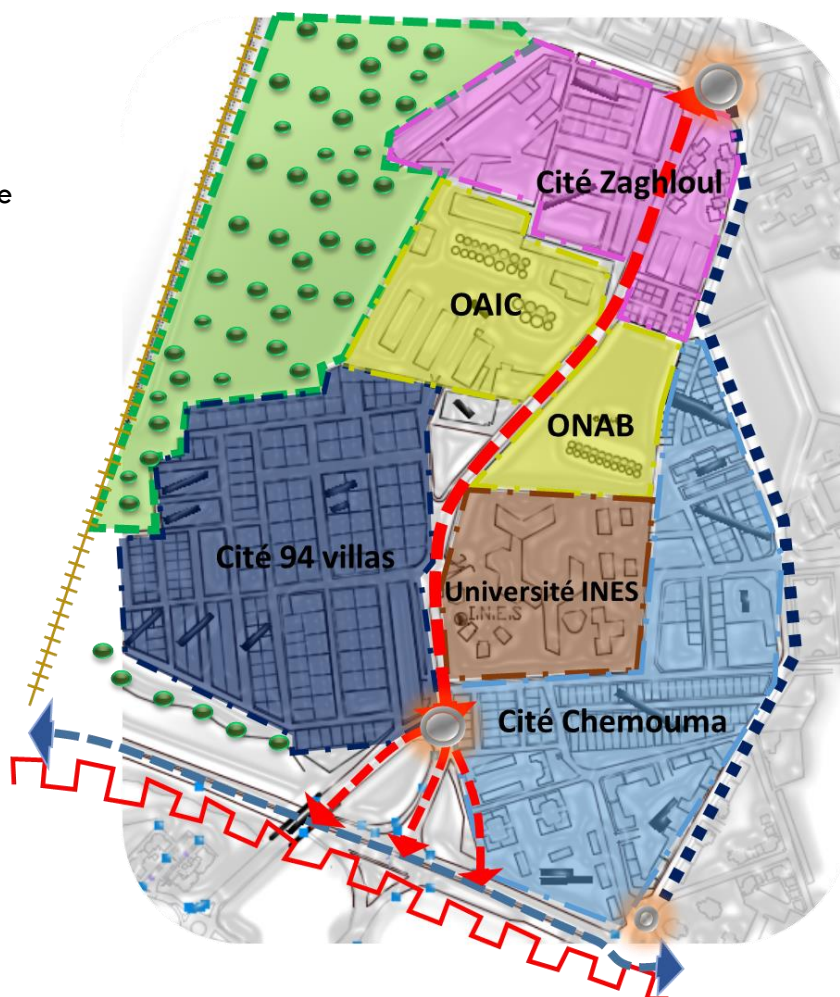 e
Cité Zaghloul
OAIC
ONAB
Cité 94 villas
Université INES
I.N.E.S
Cité Chemouma